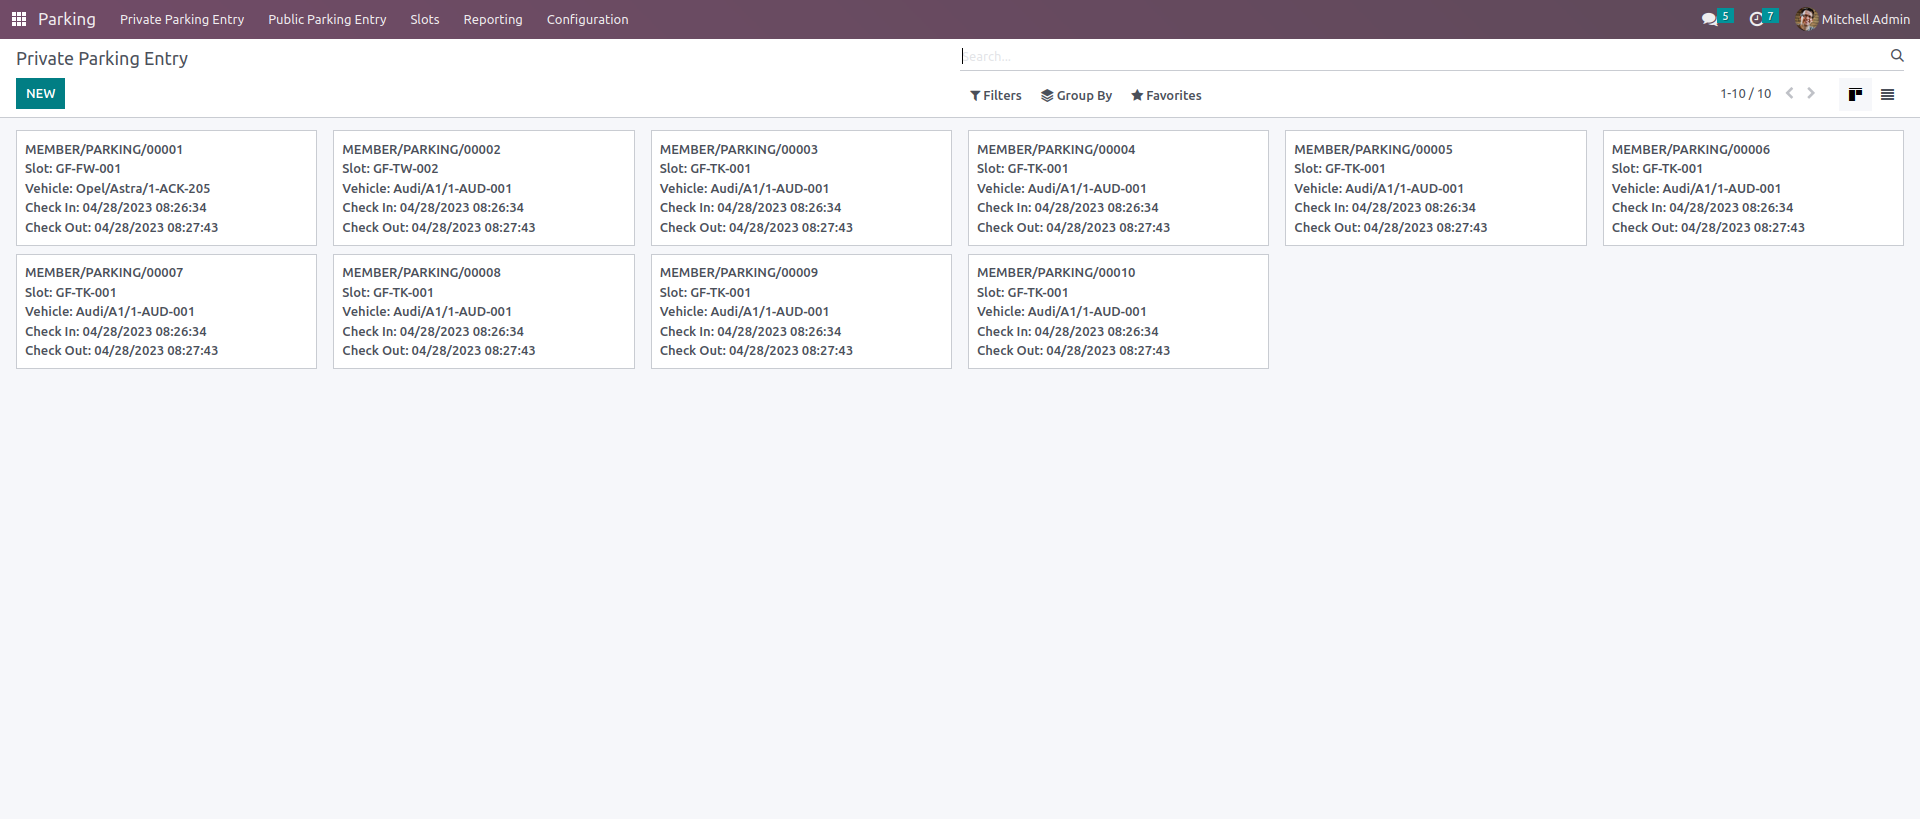 Parking Private Parking Entry Public Parking Entry Slots Reporting Configuration 5 7 Mitchell Admin
Private Parking Entry
Search...
NEW
Filters Group By Favorites
1-10 / 10
MEMBER/PARKING/00001
Slot: GF-FW-001
Vehicle: Opel/Astra/1-ACK-205
Check In: 04/28/2023 08:26:34
Check Out: 04/28/2023 08:27:43
MEMBER/PARKING/00002
Slot: GF-TW-002
Vehicle: Audi/A1/1-AUD-001
Check In: 04/28/2023 08:26:34
Check Out: 04/28/2023 08:27:43
MEMBER/PARKING/00003
Slot: GF-TK-001
Vehicle: Audi/A1/1-AUD-001
Check In: 04/28/2023 08:26:34
Check Out: 04/28/2023 08:27:43
MEMBER/PARKING/00004
Slot: GF-TK-001
Vehicle: Audi/A1/1-AUD-001
Check In: 04/28/2023 08:26:34
Check Out: 04/28/2023 08:27:43
MEMBER/PARKING/00005
Slot: GF-TK-001
Vehicle: Audi/A1/1-AUD-001
Check In: 04/28/2023 08:26:34
Check Out: 04/28/2023 08:27:43
MEMBER/PARKING/00006
Slot: GF-TK-001
Vehicle: Audi/A1/1-AUD-001
Check In: 04/28/2023 08:26:34
Check Out: 04/28/2023 08:27:43
MEMBER/PARKING/00007
Slot: GF-TK-001
Vehicle: Audi/A1/1-AUD-001
Check In: 04/28/2023 08:26:34
Check Out: 04/28/2023 08:27:43
MEMBER/PARKING/00008
Slot: GF-TK-001
Vehicle: Audi/A1/1-AUD-001
Check In: 04/28/2023 08:26:34
Check Out: 04/28/2023 08:27:43
MEMBER/PARKING/00009
Slot: GF-TK-001
Vehicle: Audi/A1/1-AUD-001
Check In: 04/28/2023 08:26:34
Check Out: 04/28/2023 08:27:43
MEMBER/PARKING/00010
Slot: GF-TK-001
Vehicle: Audi/A1/1-AUD-001
Check In: 04/28/2023 08:26:34
Check Out: 04/28/2023 08:27:43